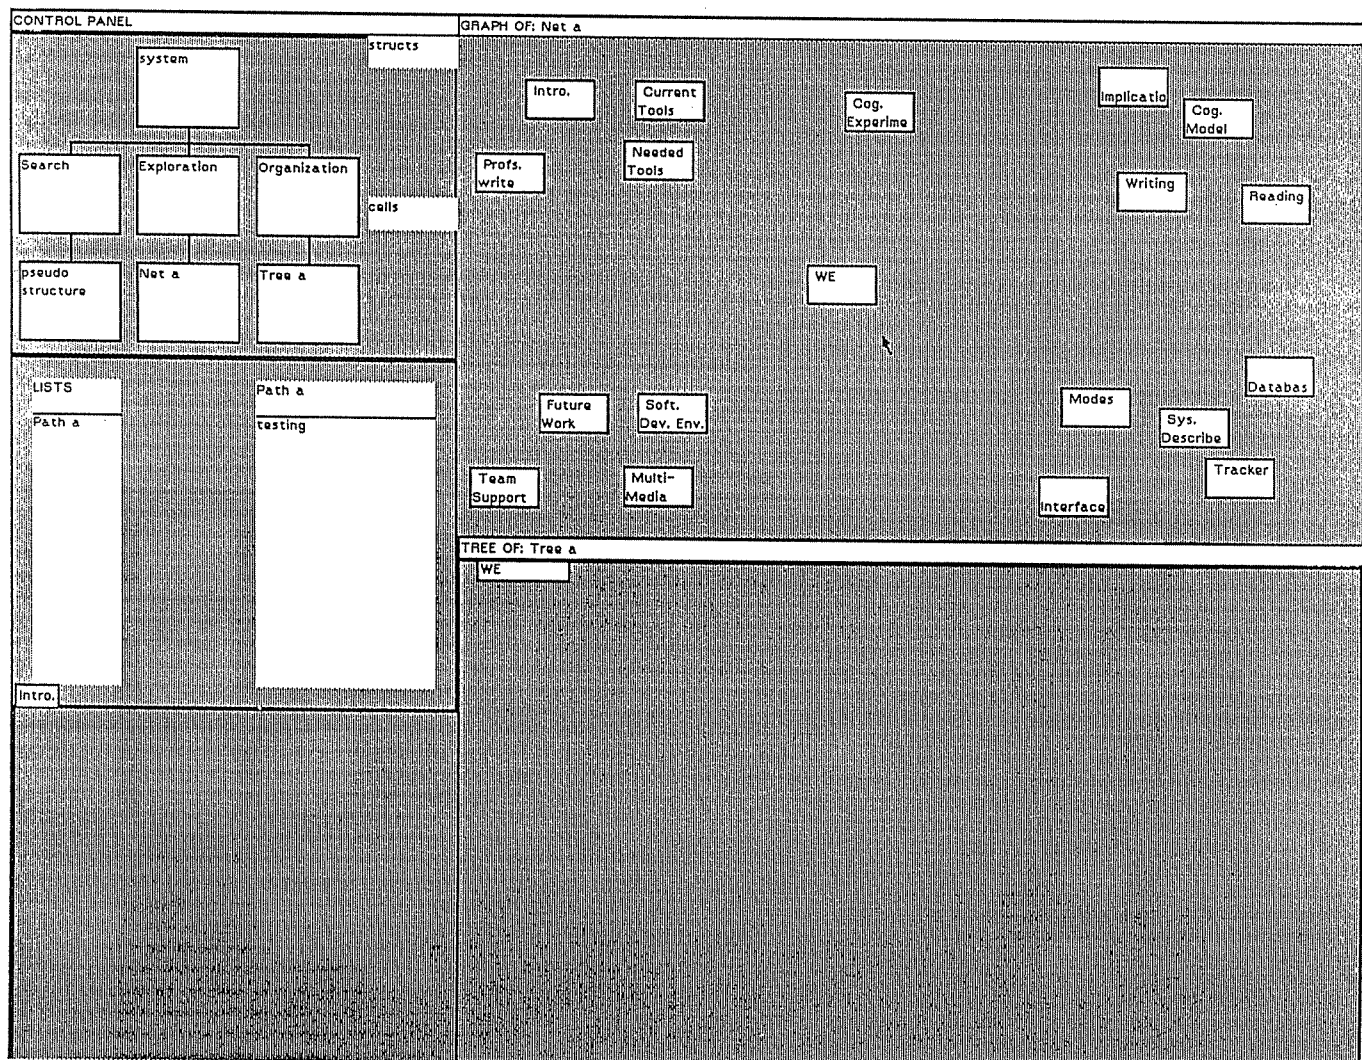 CONTROL PANEL
system
structs
Search
Exploration
Organization
cells
pseudo
structure
Net a
Tree a
LISTS
Path a
Path a
testing
Intro.
GRAPH OF: Net a
Intro.
Current
Tools
Cog.
Experime
Implicatio
Cog.
Model
Profs.
write
Needed
Tools
Writing
Reading
WE
Future
Work
Soft.
Dev. Env.
Modes
Databas
Sys.
Describe
Team
Support
Multi-
Media
Tracker
Interface
TREE OF: Tree a
WE